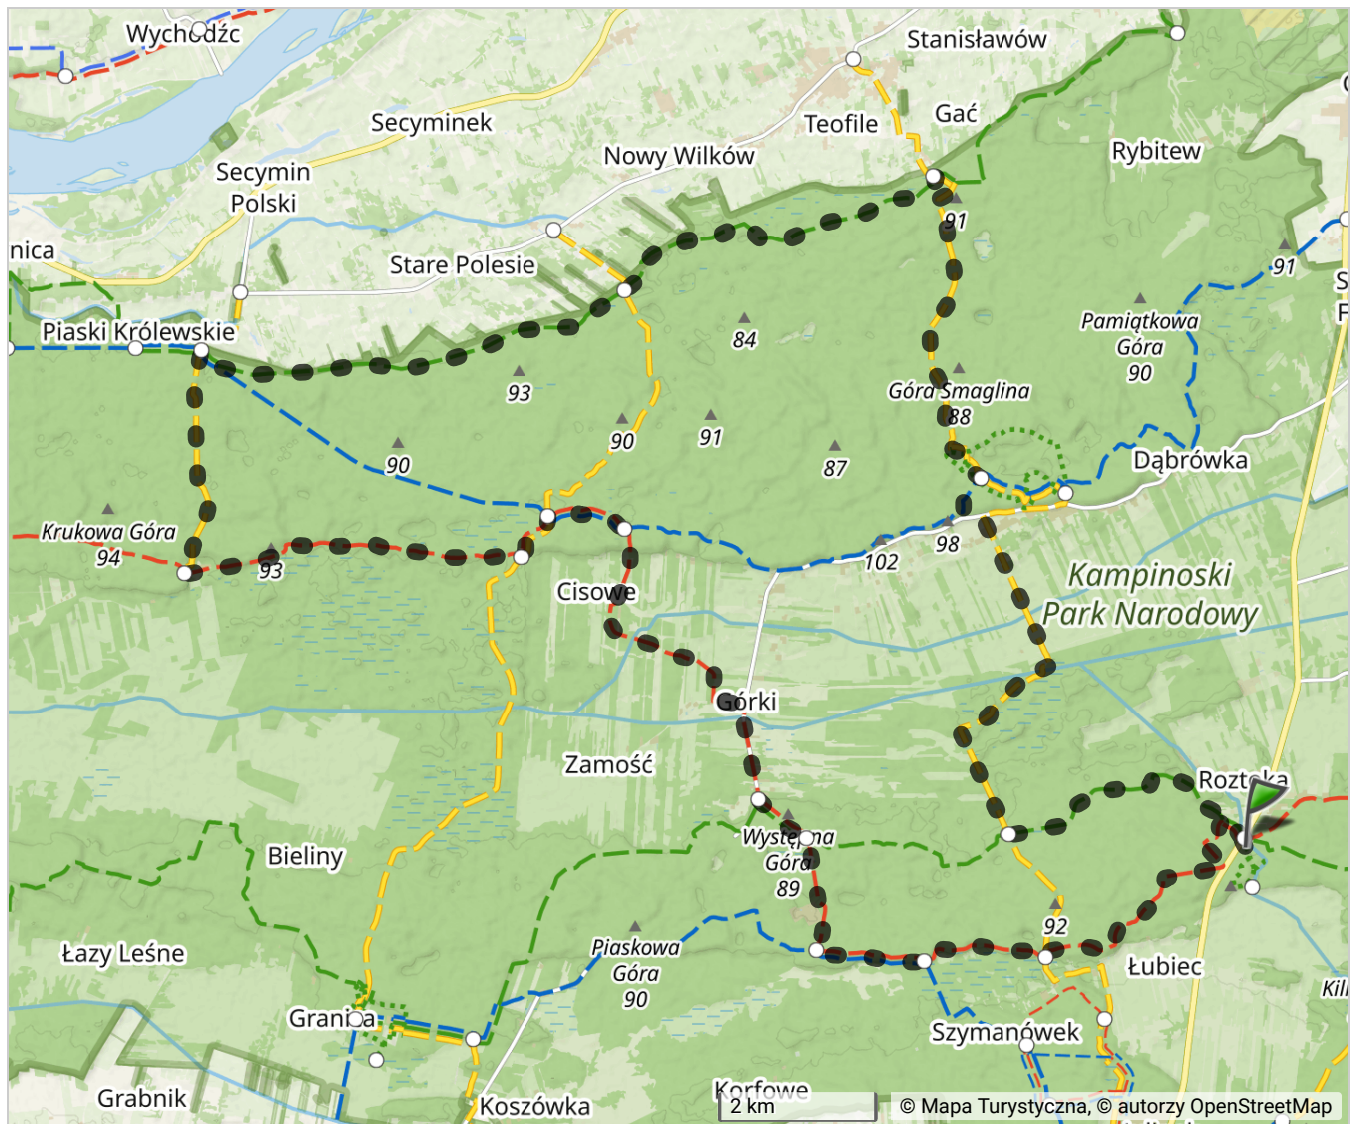 Wychódźc
Stanisławów
Secyminek
Teofile
Gać
Rybitew
Nowy Wilków
Secymin
Polski
91
nica
Stare Polesie
91
Piaski Królewskie
84
Pamiątkowa
Góra
90
93
Góra Smaglina
88
90
91
90
87
Dąbrówka
Krukowa Góra
94
93
98
102
Cisowe
Kampinoski
Park Narodowy
Górki
Zamość
Roztoka
Występna
Góra
89
Bieliny
92
Łazy Leśne
Piaskowa
Góra
90
Łubiec
Granica
Szymanówek
Grabnik
Korfowe
Koszówka
2 km
© Mapa Turystyczna, © autorzy OpenStreetMap